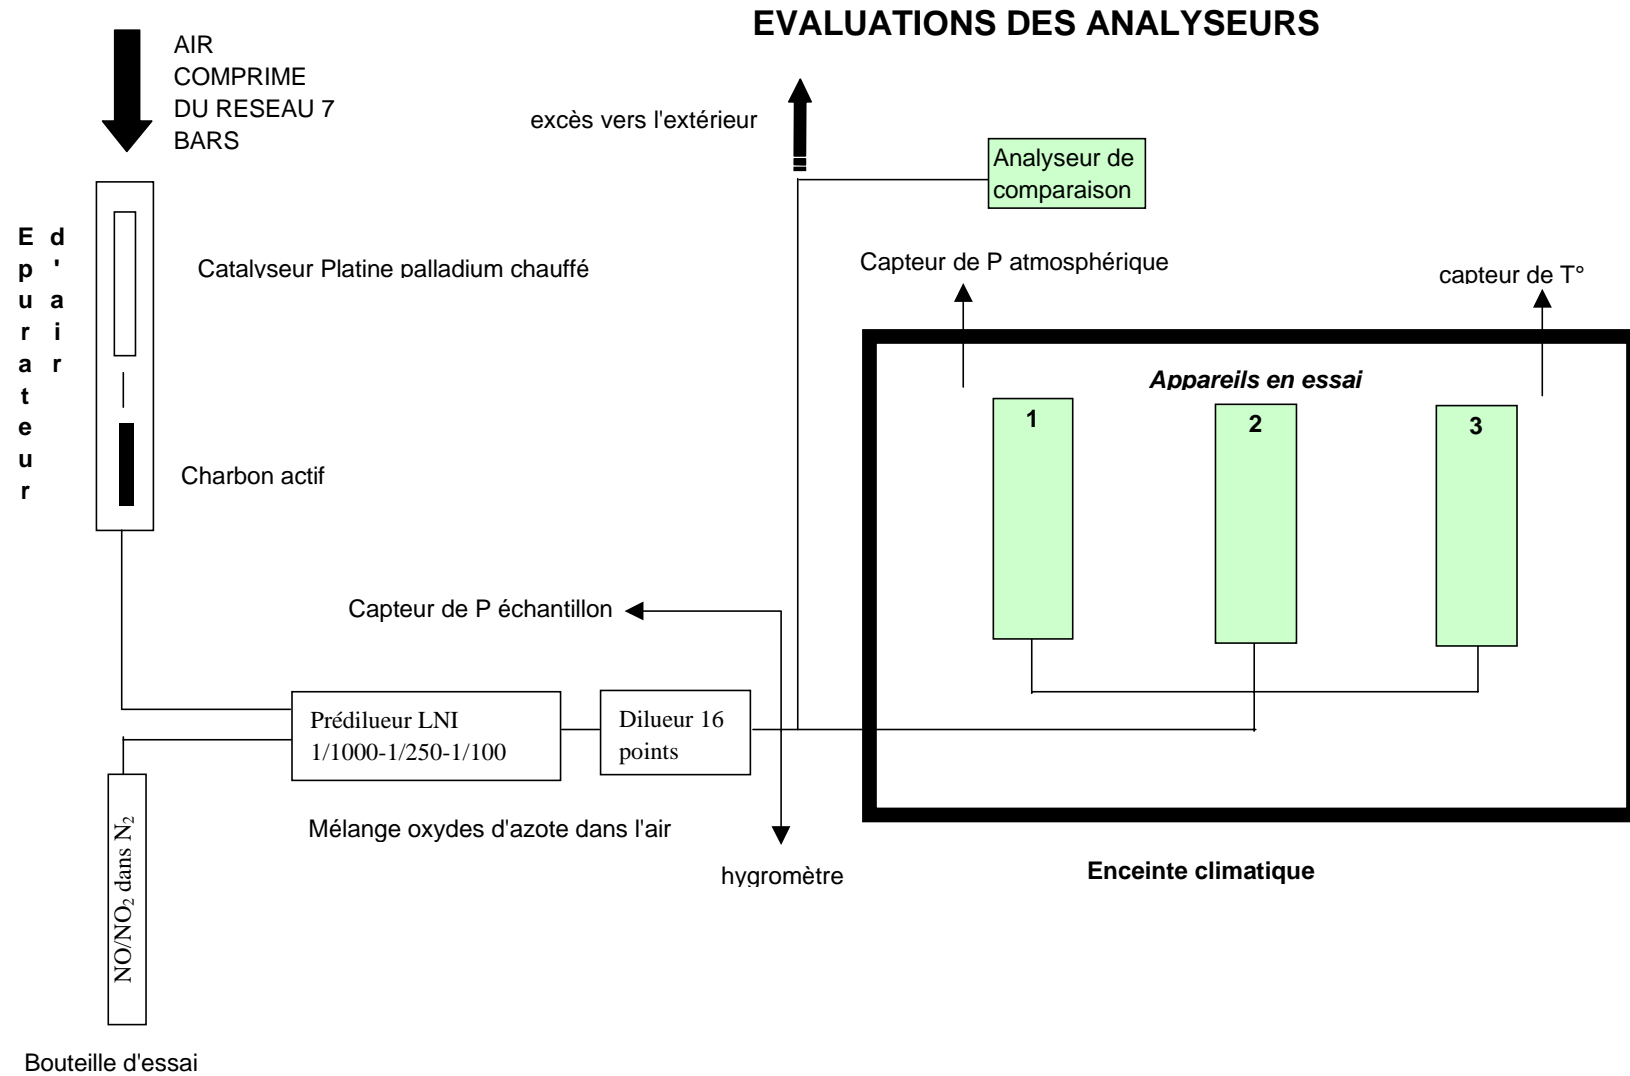 EVALUATIONS DES ANALYSEURS
AIR
COMPRIME
DU RESEAU 7
BARS
excès vers l'extérieur
Analyseur de
comparaison
Epurateur
d'air
Catalyseur Platine palladium chauffé
Capteur de P atmosphérique
capteur de T°
Appareils en essai
1
2
3
Charbon actif
Capteur de P échantillon
Prédilueur LNI
1/1000-1/250-1/100
Dilueur 16
points
Mélange oxydes d'azote dans l'air
hygromètre
Enceinte climatique
NO/NO₂ dans N₂
Bouteille d'essai